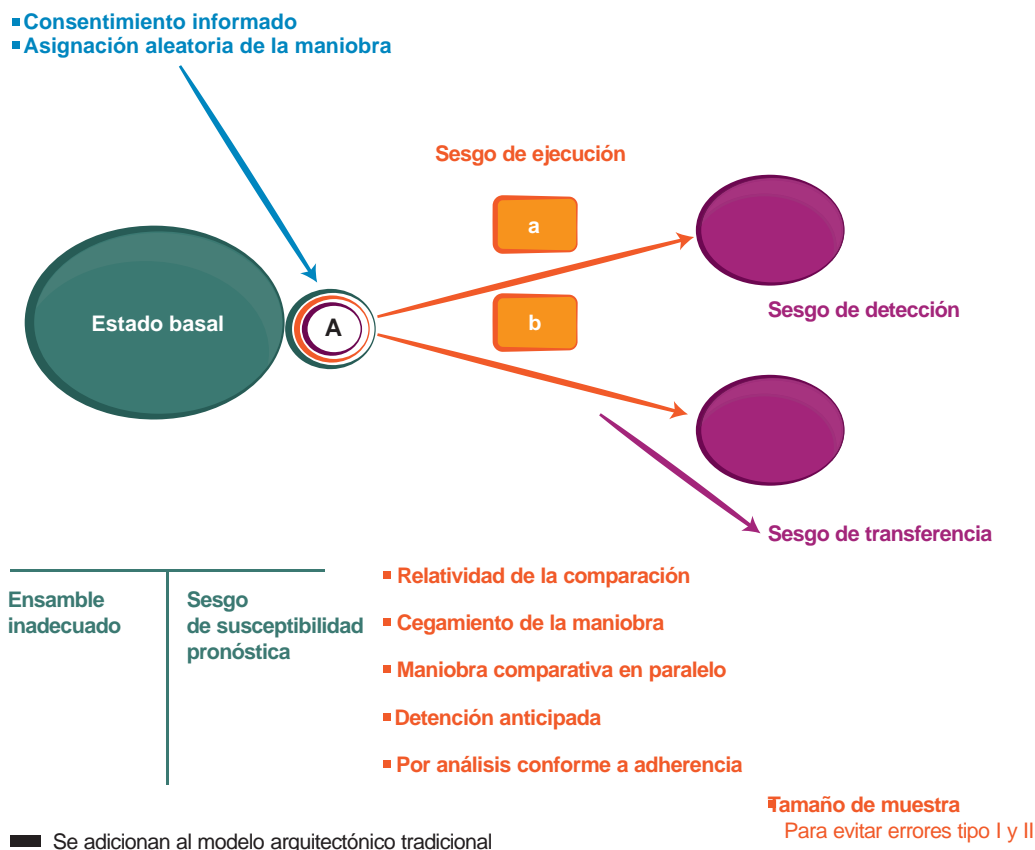 Consentimiento informado
Asignación aleatoria de la maniobra
Sesgo de ejecución
a
Estado basal
A
b
Sesgo de detección
Sesgo de transferencia
Ensamble
inadecuado
Sesgo
de susceptibilidad
pronóstica
Relatividad de la comparación
Cegamiento de la maniobra
Maniobra comparativa en paralelo
Detención anticipada
Por análisis conforme a adherencia
Tamaño de muestra
Para evitar errores tipo I y II
Se adicionan al modelo arquitectónico tradicional